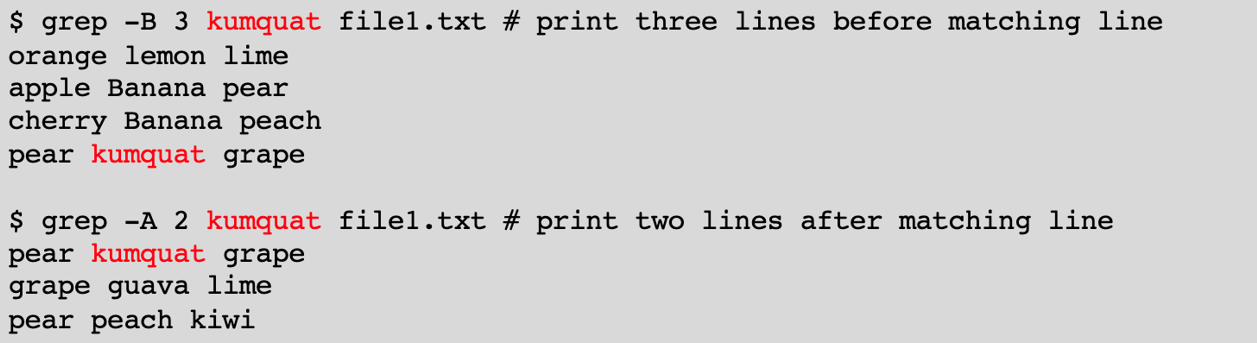 $ grep -B 3 kumquat file1.txt # print three lines before matching line
orange lemon lime
apple Banana pear
cherry Banana peach
pear kumquat grape
$ grep -A 2 kumquat file1.txt # print two lines after matching line
pear kumquat grape
grape guava lime
pear peach kiwi